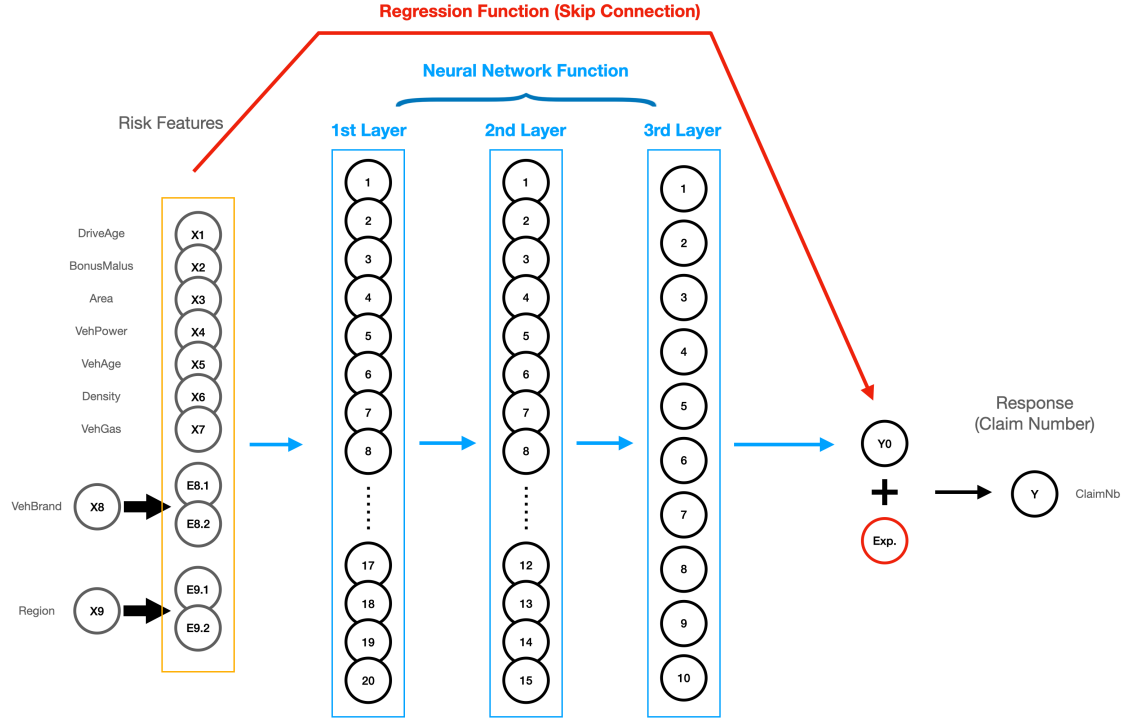 Regression Function (Skip Connection)
Neural Network Function
Risk Features
1st Layer
2nd Layer
3rd Layer
DriveAge
X1
BonusMalus
X2
Area
X3
VehPower
X4
VehAge
X5
Density
X6
VehGas
X7
VehBrand
X8
E8.1
E8.2
Region
X9
E9.1
E9.2
1
2
3
4
5
6
7
8
17
18
19
20
1
2
3
4
5
6
7
8
12
13
14
15
1
2
3
4
5
6
7
8
9
10
Y0
+
Exp.
Response
(Claim Number)
Y
ClaimNb